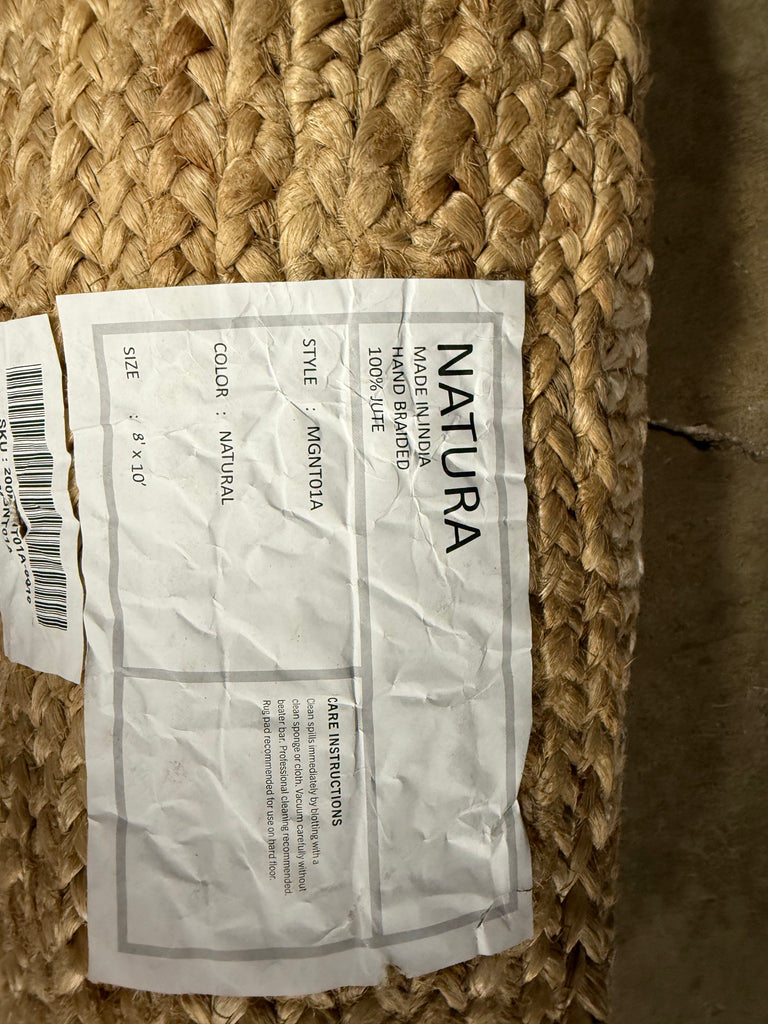 NATURA
MADE IN INDIA
HAND BRAIDED
100% JUTE
STYLE : MGNT01A
COLOR : NATURAL
SIZE : 8' x 10'
CARE INSTRUCTIONS
Clean spills immediately by blotting with a
clean sponge or cloth. Vacuum carefully without
beater bar. Professional cleaning recommended.
Rug pad recommended for use on hard floor.
SKU :